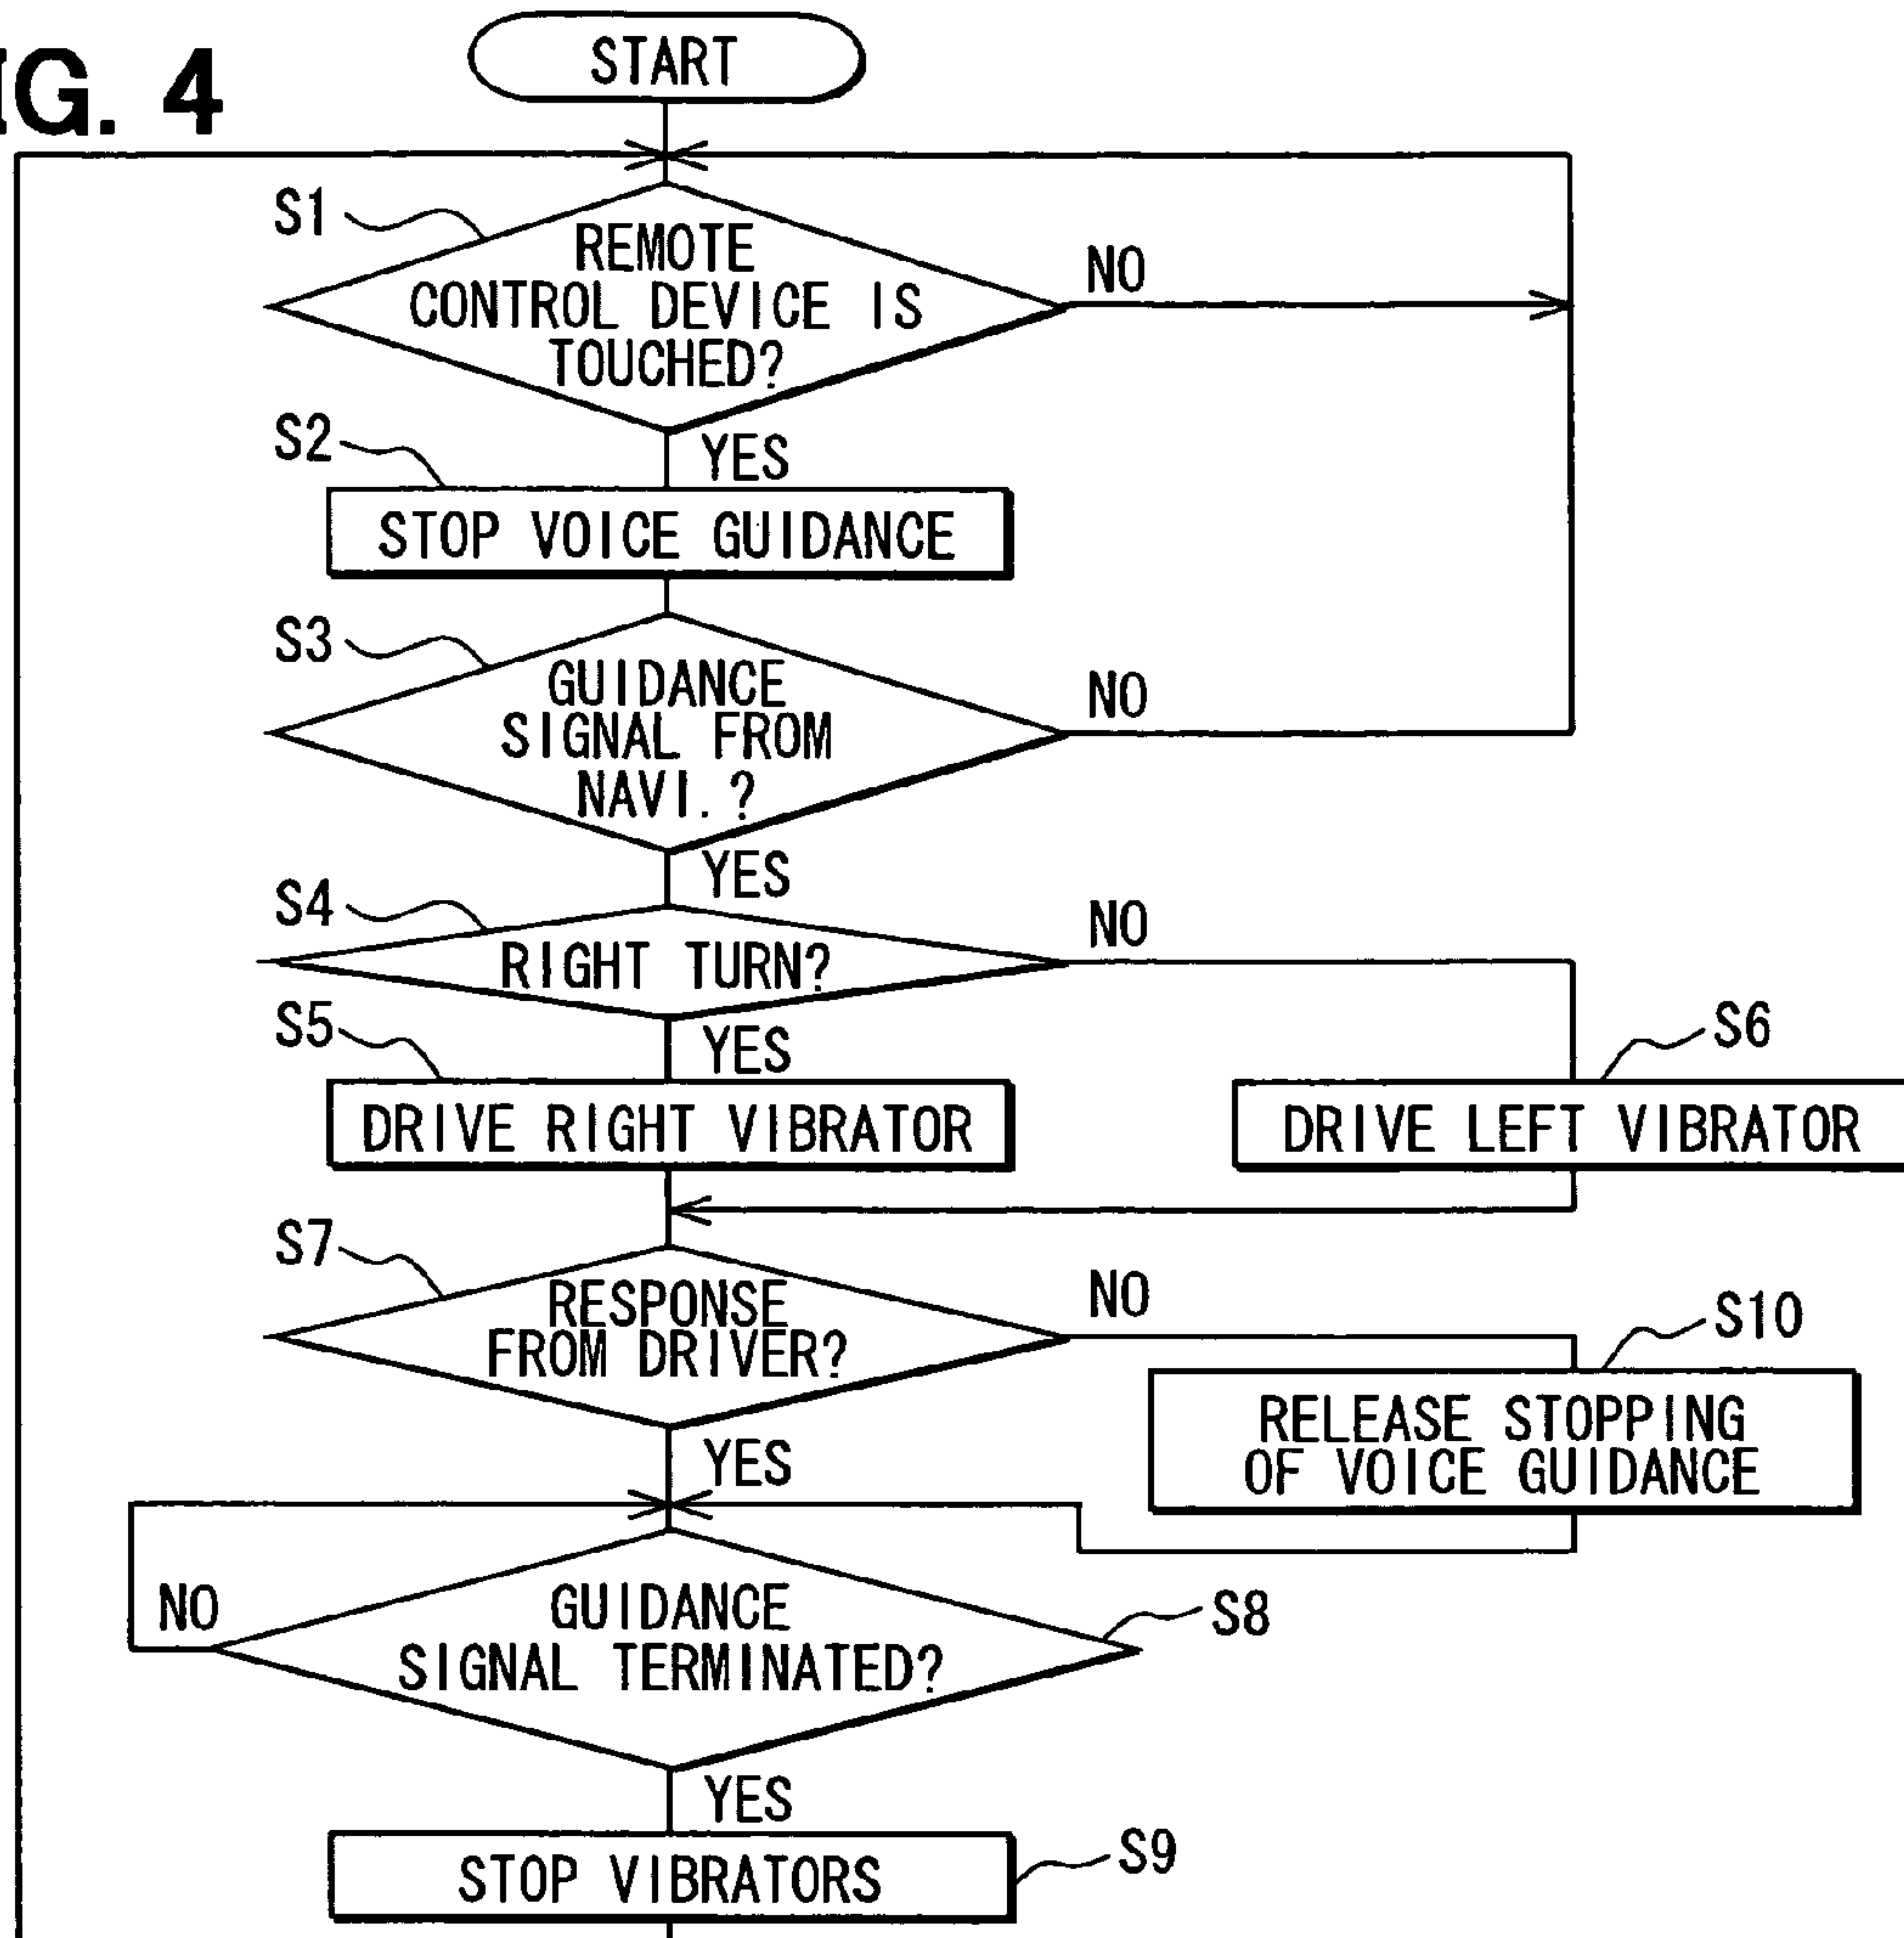 IG. 4
START
S1
REMOTE
CONTROL DEVICE IS
TOUCHED?
NO
YES
S2
STOP VOICE GUIDANCE
S3
GUIDANCE
SIGNAL FROM
NAVI.?
NO
YES
S4
RIGHT TURN?
NO
YES
S5
DRIVE RIGHT VIBRATOR
S6
DRIVE LEFT VIBRATOR
S7
RESPONSE
FROM DRIVER?
NO
YES
S10
RELEASE STOPPING
OF VOICE GUIDANCE
NO
GUIDANCE
SIGNAL TERMINATED?
S8
YES
STOP VIBRATORS
S9